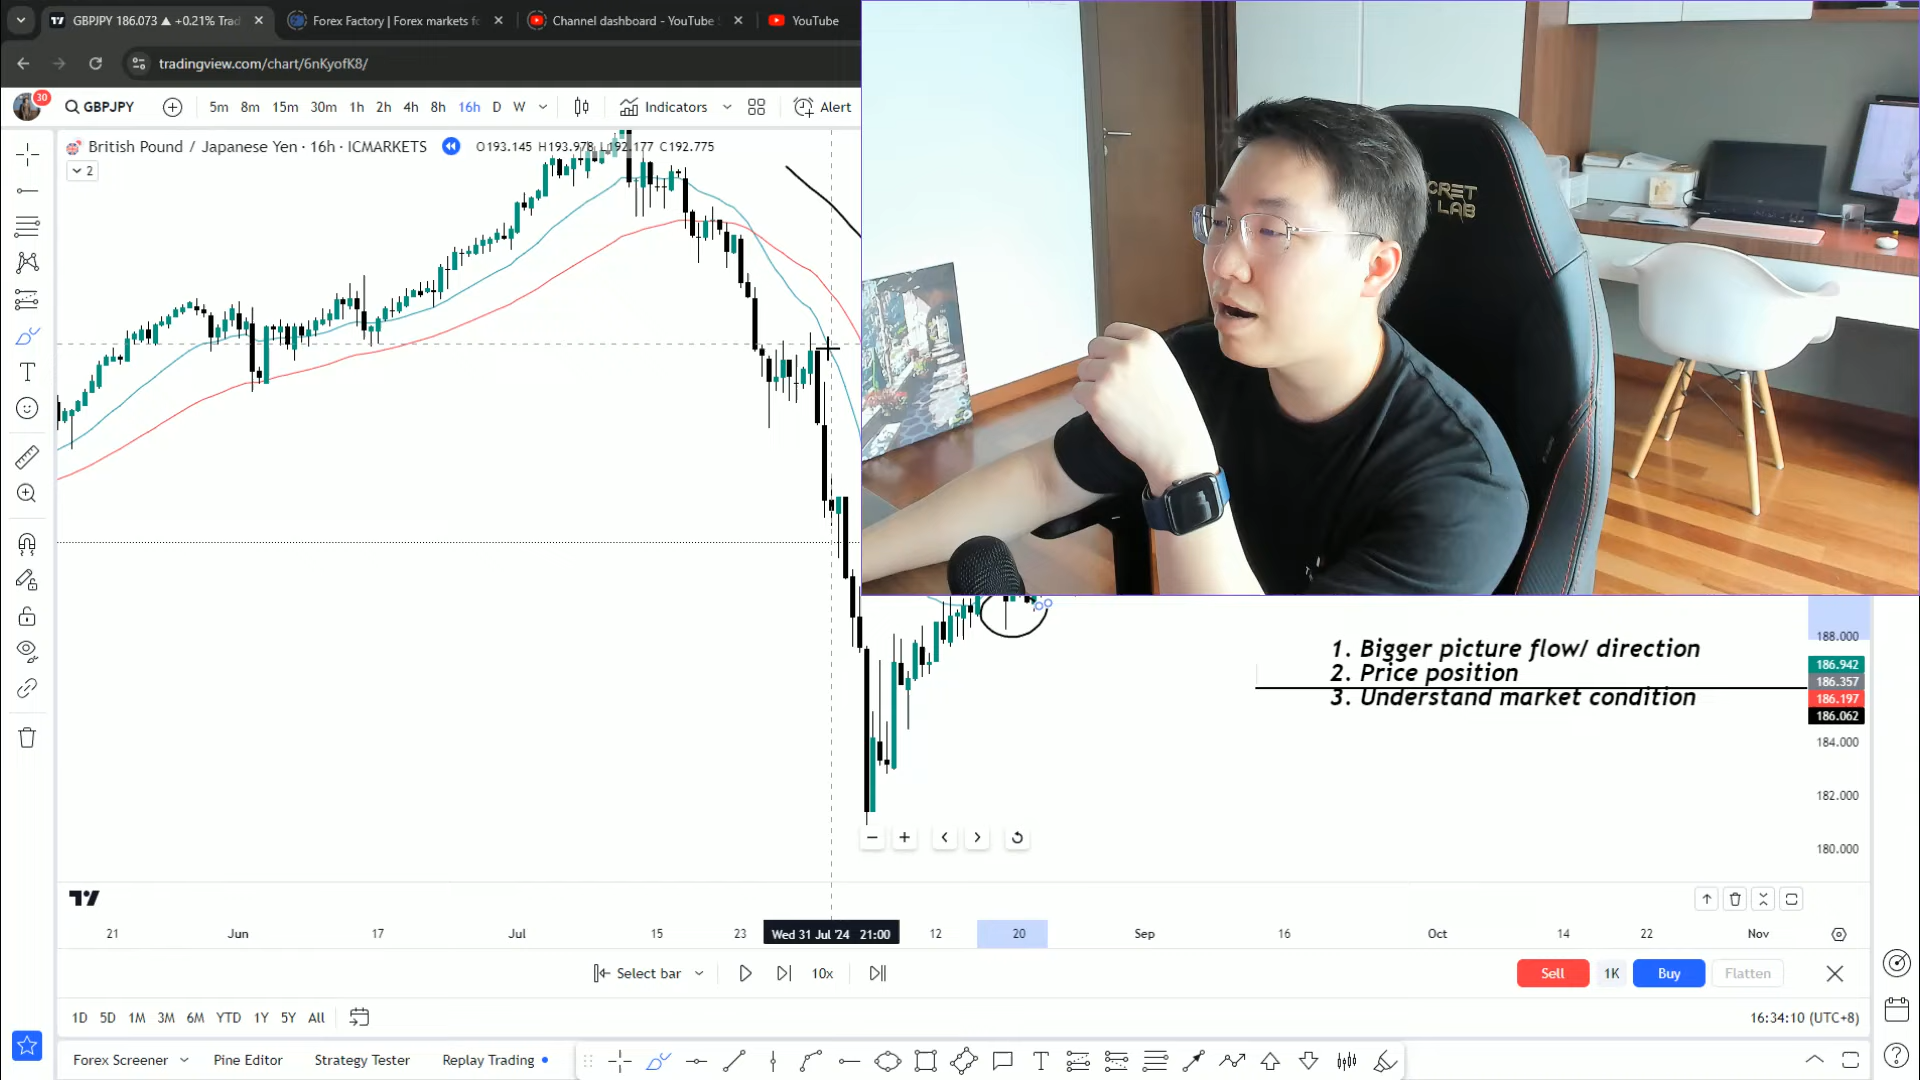 GBPJPY 186.073 ▲ +0.21% Trad
Forex Factory | Forex markets fo
Channel dashboard - YouTube S
YouTube
tradingview.com/chart/6nKyofK8/
30
GBPJPY
5m 8m 15m 30m 1h 2h 4h 8h 16h D W
Indicators
Alert
British Pound / Japanese Yen · 16h · ICMARKETS
O193.145 H193.978 L192.177 C192.775
2
CRET
LAB
1. Bigger picture flow/ direction
2. Price position
3. Understand market condition
188.000
186.942
186.357
186.197
186.062
184.000
182.000
180.000
21 Jun 17 Jul 15 23 Wed 31 Jul '24 21:00 12 20 Sep 16 Oct 14 22 Nov
Select bar
10x
Sell 1K Buy Flatten
1D 5D 1M 3M 6M YTD 1Y 5Y All
16:34:10 (UTC+8)
Forex Screener Pine Editor Strategy Tester Replay Trading